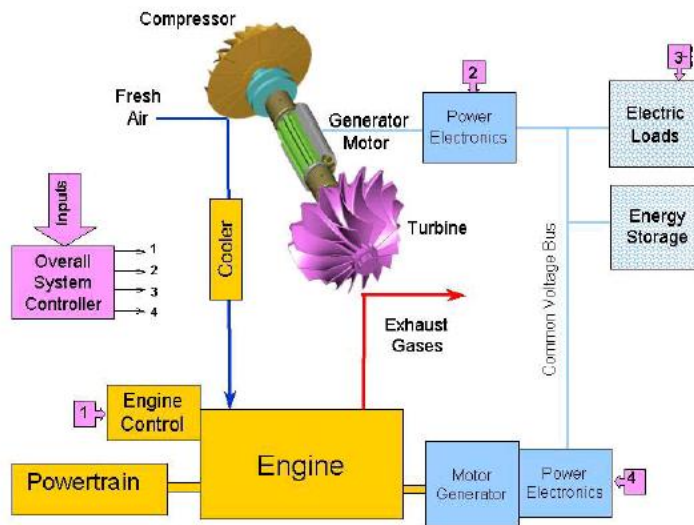 Compressor
Fresh
Air
Generator
Motor
2
Power
Electronics
3
Electric
Loads
Energy
Storage
Inputs
Overall
System
Controller
1
2
3
4
Cooler
Turbine
Exhaust
Gases
Common Voltage Bus
1
Engine
Control
Engine
Powertrain
Motor
Generator
Power
Electronics
4